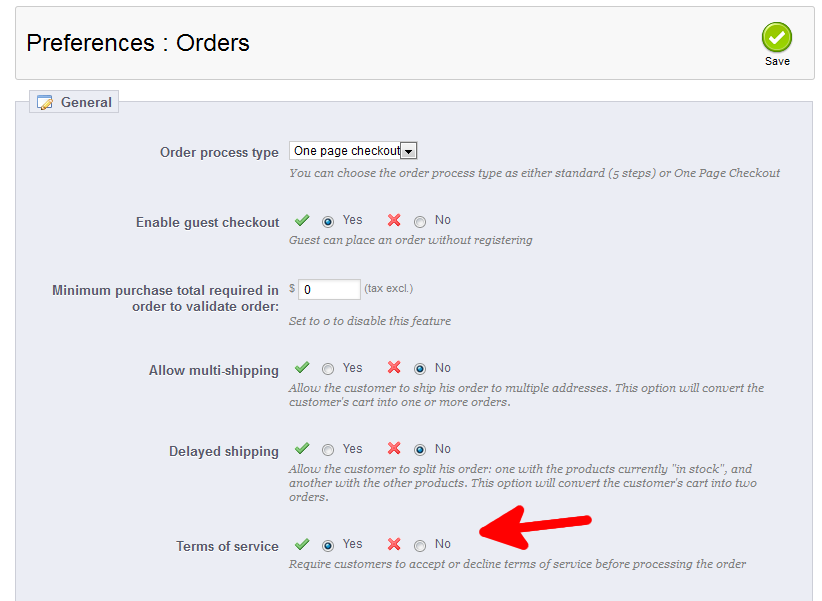 Preferences : Orders
Save
General
Order process type
One page checkout
You can choose the order process type as either standard (5 steps) or One Page Checkout
Enable guest checkout
Yes No
Guest can place an order without registering
Minimum purchase total required in
order to validate order:
$ 0 (tax excl.)
Set to 0 to disable this feature
Allow multi-shipping
Yes No
Allow the customer to ship his order to multiple addresses. This option will convert the
customer's cart into one or more orders.
Delayed shipping
Yes No
Allow the customer to split his order: one with the products currently "in stock", and
another with the other products. This option will convert the customer's cart into two
orders.
Terms of service
Yes No
Require customers to accept or decline terms of service before processing the order